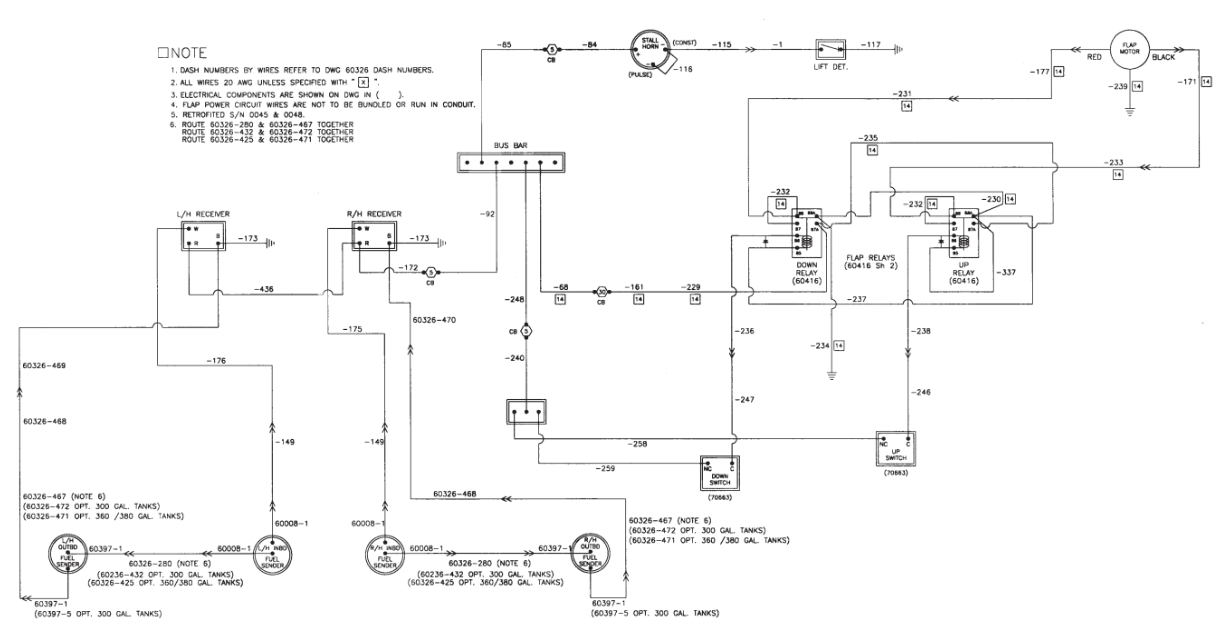 NOTE
1. DASH NUMBERS BY WIRES REFER TO DWG 60326 DASH NUMBERS.
2. ALL WIRES 20 AWG UNLESS SPECIFIED WITH " X ".
3. ELECTRICAL COMPONENTS ARE SHOWN ON DWG IN ( ).
4. FLAP POWER CIRCUIT WIRES ARE NOT TO BE BUNDLED OR RUN IN CONDUIT.
5. RETROFITED S/N 0045 & 0048.
6. ROUTE 60326-280 & 60326-467 TOGETHER
ROUTE 60326-432 & 60326-472 TOGETHER
ROUTE 60326-425 & 60326-471 TOGETHER
-85
5
CB
-84
STALL
HORN
+
-
(CONST)
(PULSE)
-116
-115
-1
LIFT DET.
-117
FLAP
MOTOR
RED
BLACK
-177 14
-239 14
-171
14
-231
14
-235
14
-233
14
BUS BAR
-92
L/H RECEIVER
W
R
B
-173
R/H RECEIVER
W
R
B
-173
-172
5
CB
-436
-248
CB 5
-240
-68
14
30
CB
-161
14
-229
14
-232
14
86
88A
87
87A
86
85
DOWN
RELAY
(60416)
FLAP RELAYS
(60416 Sh 2)
-232
14
-230 14
87
87A
86
85
UP
RELAY
(60416)
-337
-237
-236
-234 14
-238
-247
-246
-258
-259
NC
C
DOWN
SWITCH
(70663)
NC
C
UP
SWITCH
(70663)
60326-470
-175
-176
60326-469
60326-468
-149
-149
60326-467 (NOTE 6)
(60326-472 OPT. 300 GAL. TANKS)
(60326-471 OPT. 360 /380 GAL. TANKS)
60326-468
60326-467 (NOTE 6)
(60326-472 OPT. 300 GAL. TANKS)
(60326-471 OPT. 360 /380 GAL. TANKS)
60008-1
60008-1
L/H
OUTBD
FUEL
SENDER
60397-1
60008-1
L/H INBD
FUEL
SENDER
60326-280 (NOTE 6)
(60236-432 OPT. 300 GAL. TANKS)
(60326-425 OPT. 360/380 GAL. TANKS)
R/H INBD
FUEL
SENDER
60008-1
60397-1
R/H
OUTBD
FUEL
SENDER
60326-280 (NOTE 6)
(60236-432 OPT. 300 GAL. TANKS)
(60326-425 OPT. 360/380 GAL. TANKS)
60397-1
(60397-5 OPT. 300 GAL. TANKS)
60397-1
(60397-5 OPT. 300 GAL. TANKS)